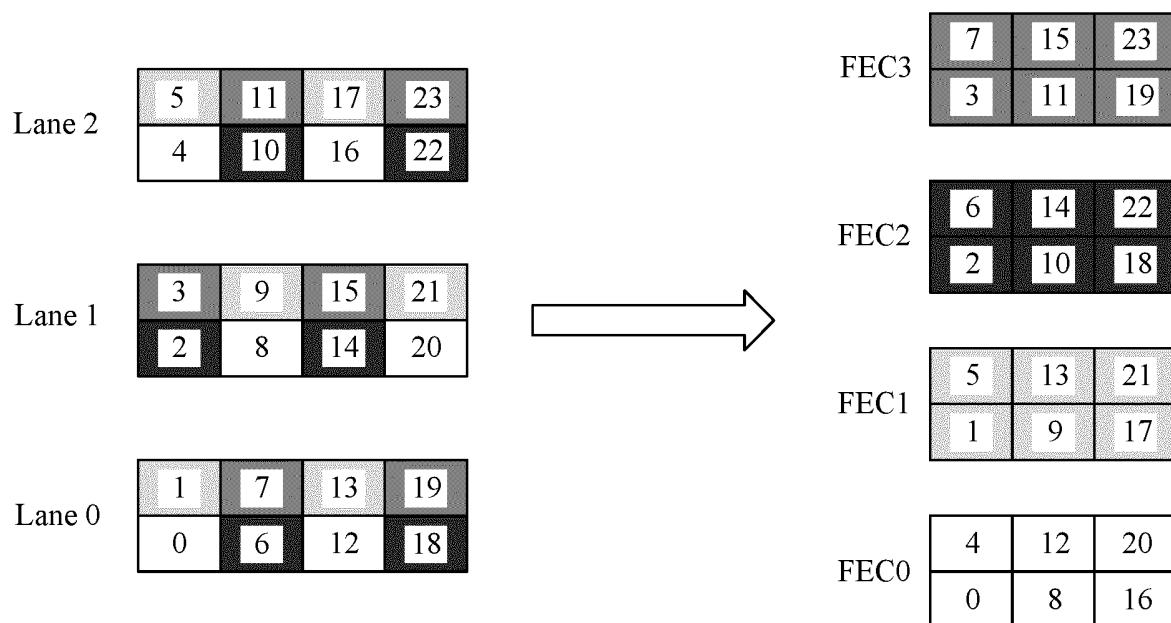 Lane 2
5 11 17 23
4 10 16 22
Lane 1
3 9 15 21
2 8 14 20
Lane 0
1 7 13 19
0 6 12 18
FEC3
7 15 23
3 11 19
FEC2
6 14 22
2 10 18
FEC1
5 13 21
1 9 17
FEC0
4 12 20
0 8 16